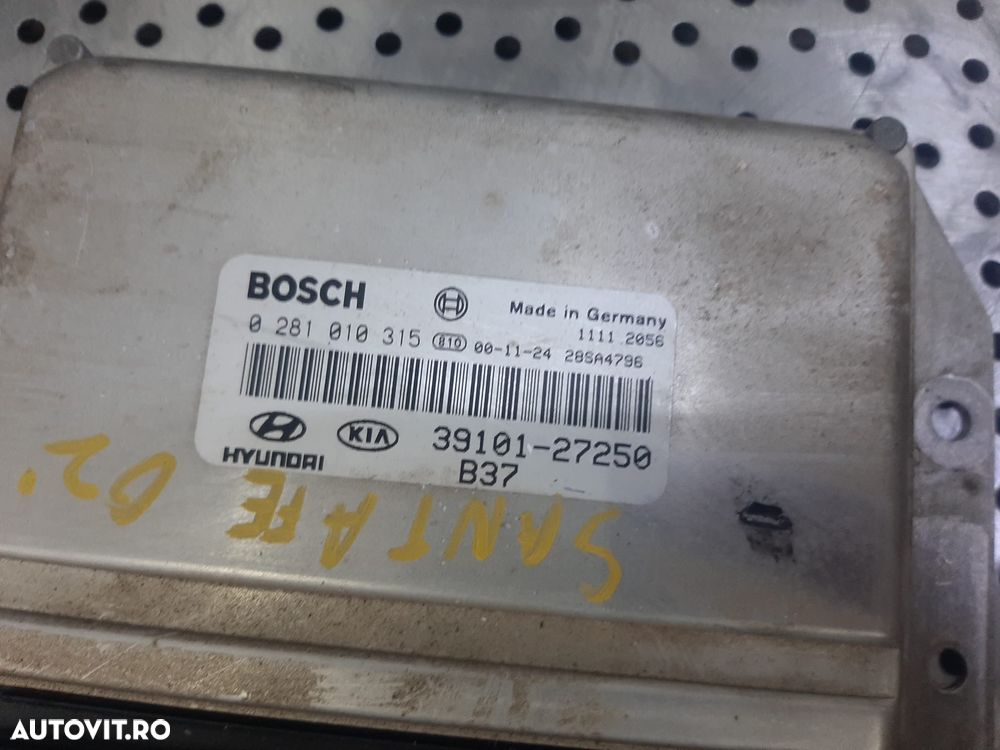 BOSCH
Made in Germany
1111 2056
0 281 010 315 810 00-11-24 28SA4796
HYUNDAI KIA 39101-27250
B37
SANTAFE 02'
AUTOVIT.RO